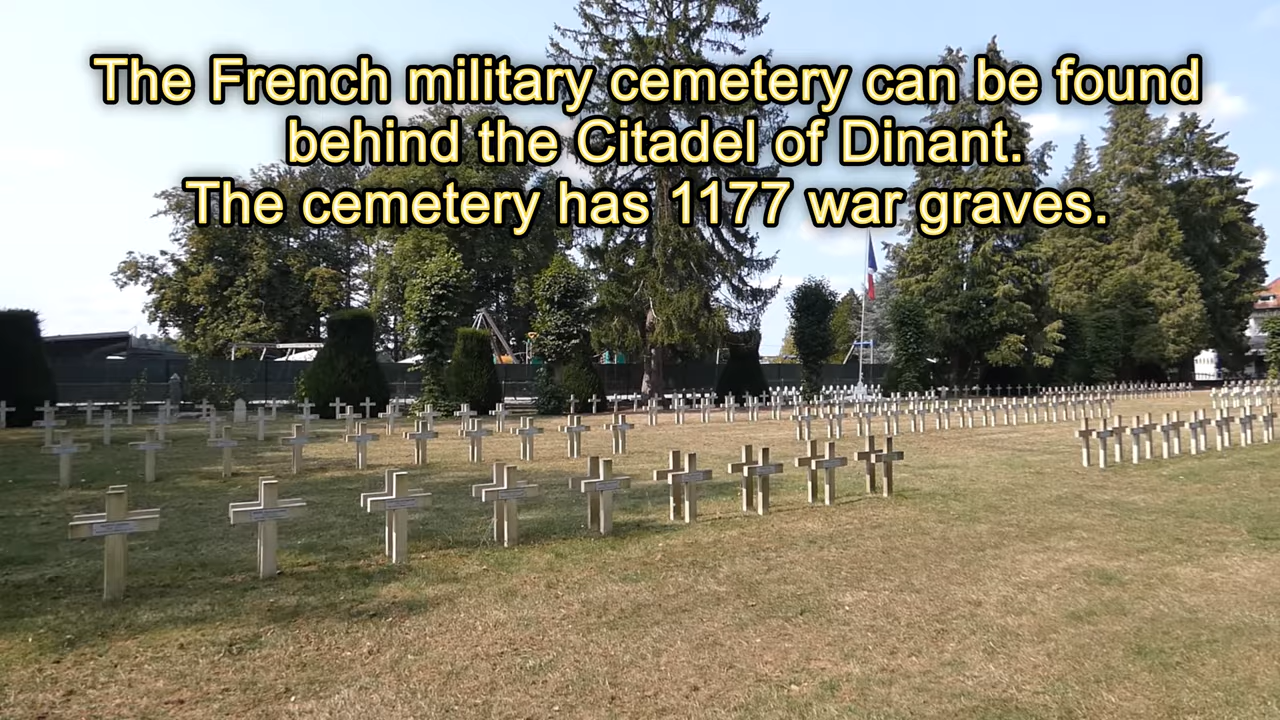 The French military cemetery can be found
behind the Citadel of Dinant.
The cemetery has 1177 war graves.